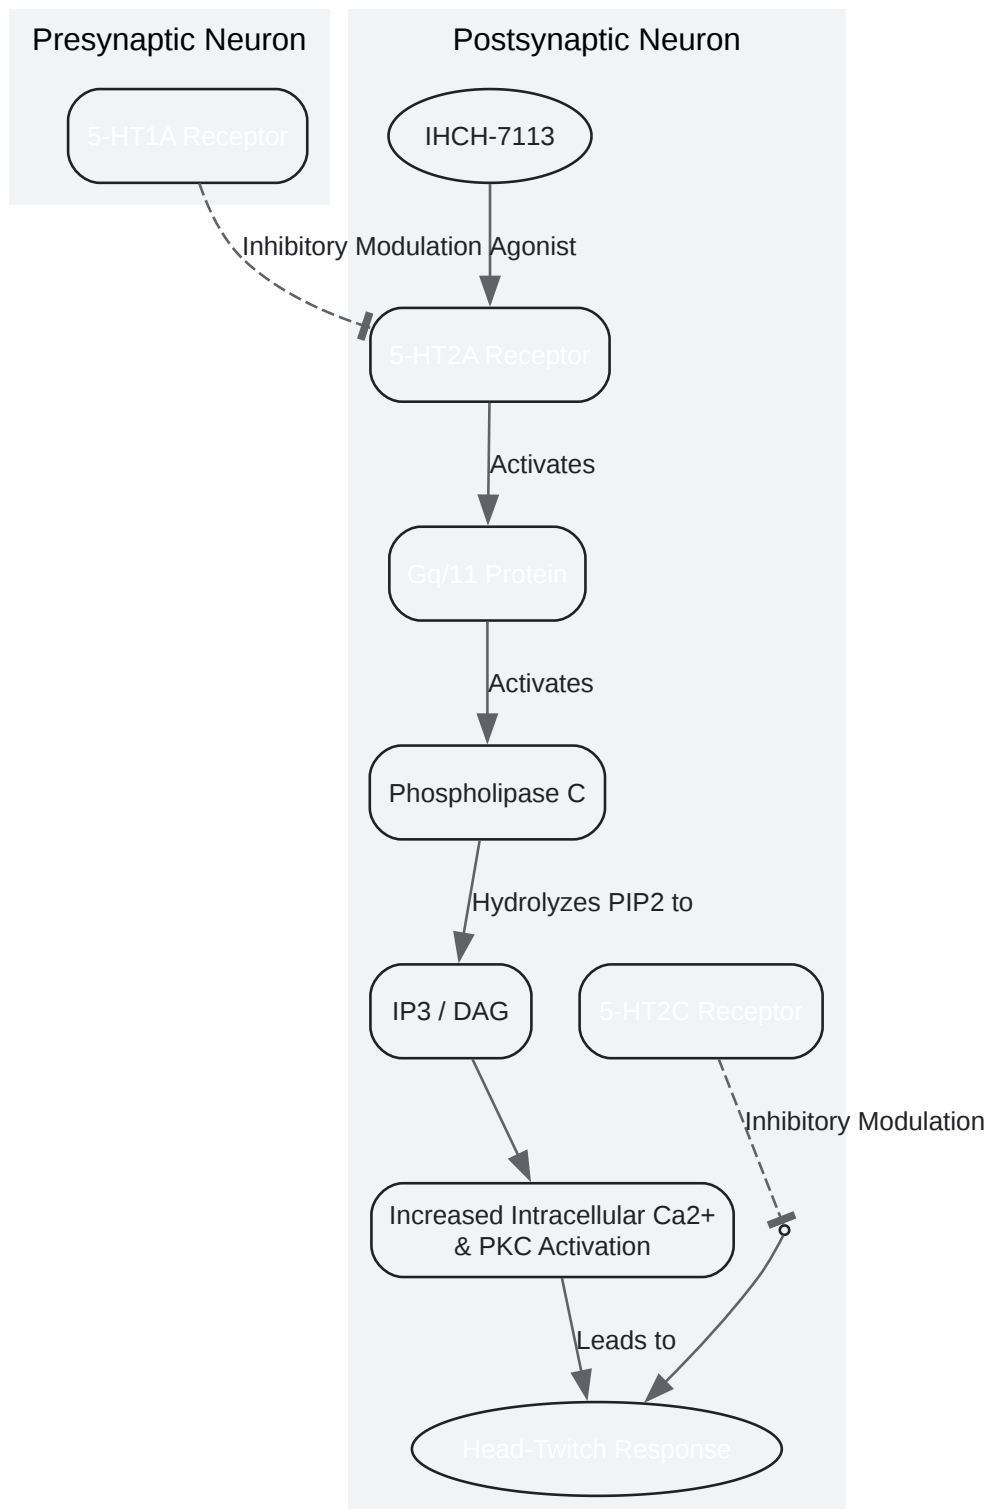 Presynaptic Neuron
Postsynaptic Neuron
5-HT1A Receptor
IHCH-7113
Inhibitory Modulation
Agonist
5-HT2A Receptor
Activates
Gq/11 Protein
Activates
Phospholipase C
Hydrolyzes PIP2 to
IP3 / DAG
5-HT2C Receptor
Inhibitory Modulation
Increased Intracellular Ca2+
& PKC Activation
Leads to
Head-Twitch Response